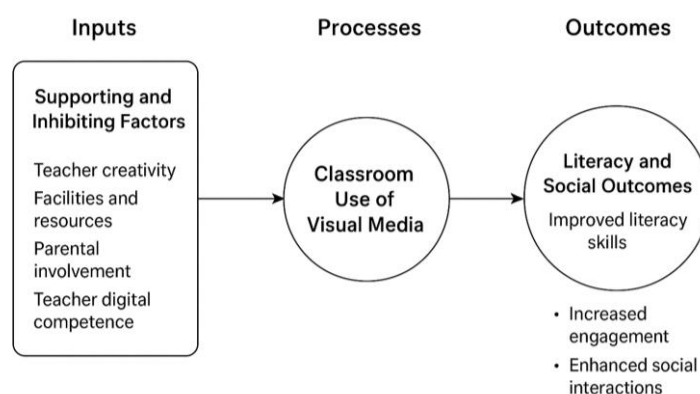 Inputs
Processes
Outcomes
Supporting and
Inhibiting Factors
Teacher creativity
Facilities and
resources
Parental
involvement
Teacher digital
competence
Classroom
Use of
Visual Media
Literacy and
Social Outcomes
Improved literacy
skills
• Increased
engagement
• Enhanced social
interactions